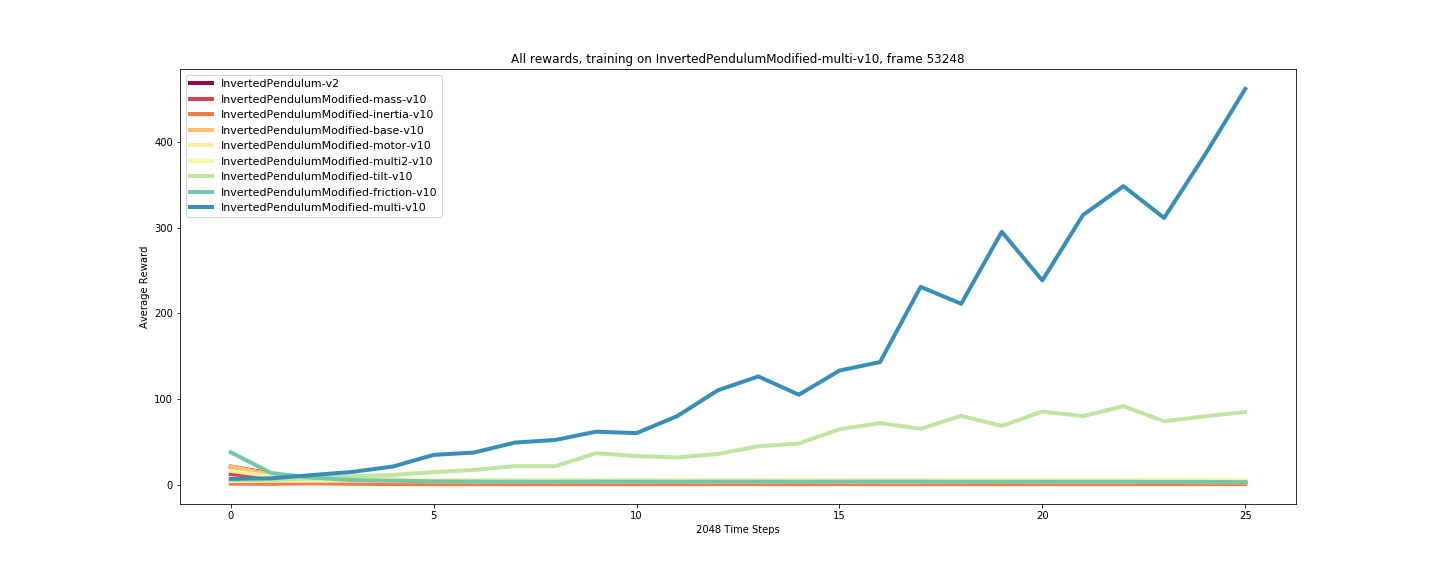 All rewards, training on InvertedPendulumModified-multi-v10, frame 53248
InvertedPendulum-v2
InvertedPendulumModified-mass-v10
InvertedPendulumModified-inertia-v10
InvertedPendulumModified-base-v10
InvertedPendulumModified-motor-v10
InvertedPendulumModified-multi2-v10
InvertedPendulumModified-tilt-v10
InvertedPendulumModified-friction-v10
InvertedPendulumModified-multi-v10
400
300
200
100
0
Average Reward
0 5 10 15 20 25
2048 Time Steps